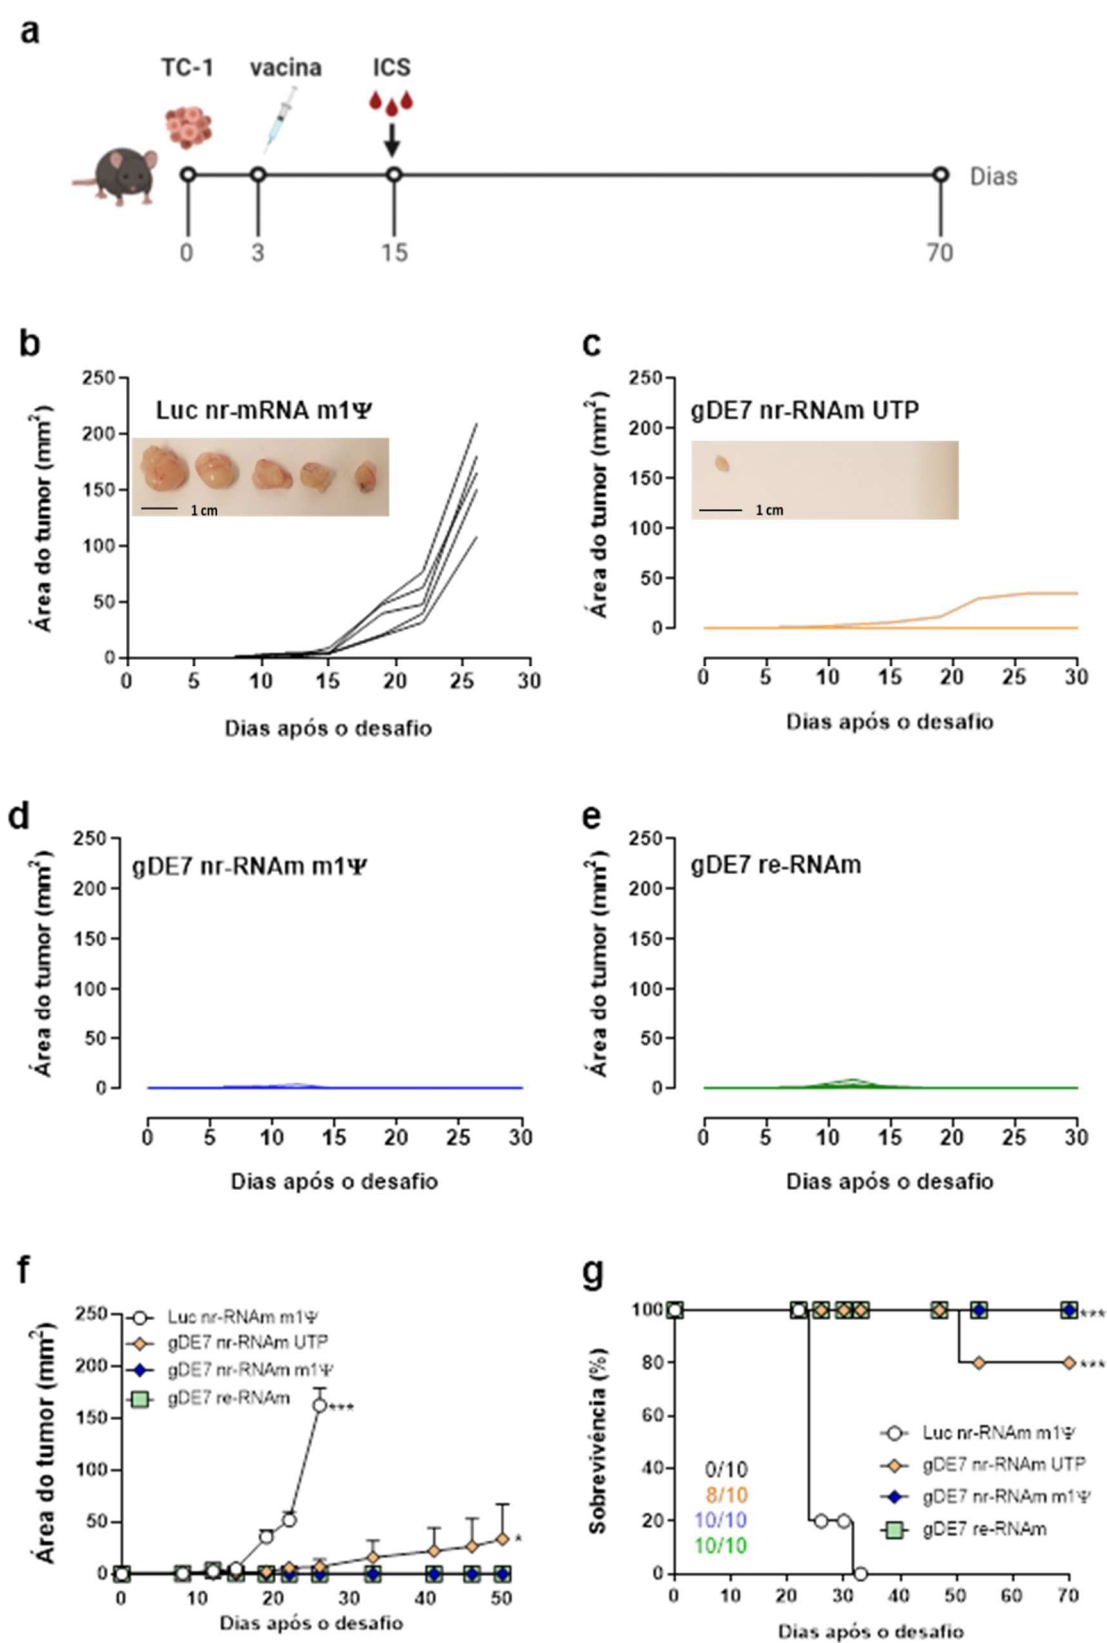 a
TC-1 vacina ICS
Dias
0 3 15 70
b
250
200
150
100
50
0
Área do tumor (mm²)
Luc nr-mRNA m1Ψ
1 cm
0 5 10 15 20 25 30
Dias após o desafio
c
250
200
150
100
50
0
Área do tumor (mm²)
gDE7 nr-RNAm UTP
1 cm
0 5 10 15 20 25 30
Dias após o desafio
d
250
200
150
100
50
0
Área do tumor (mm²)
gDE7 nr-RNAm m1Ψ
0 5 10 15 20 25 30
Dias após o desafio
e
250
200
150
100
50
0
Área do tumor (mm²)
gDE7 re-RNAm
0 5 10 15 20 25 30
Dias após o desafio
f
250
200
150
100
50
0
Área do tumor (mm²)
Luc nr-RNAm m1Ψ
gDE7 nr-RNAm UTP
gDE7 nr-RNAm m1Ψ
gDE7 re-RNAm
***
*
0 10 20 30 40 50
Dias após o desafio
g
100
80
60
40
20
0
Sobrevivência (%)
***
***
Luc nr-RNAm m1Ψ
gDE7 nr-RNAm UTP
gDE7 nr-RNAm m1Ψ
gDE7 re-RNAm
0/10
8/10
10/10
10/10
0 10 20 30 40 50 60 70
Dias após o desafio